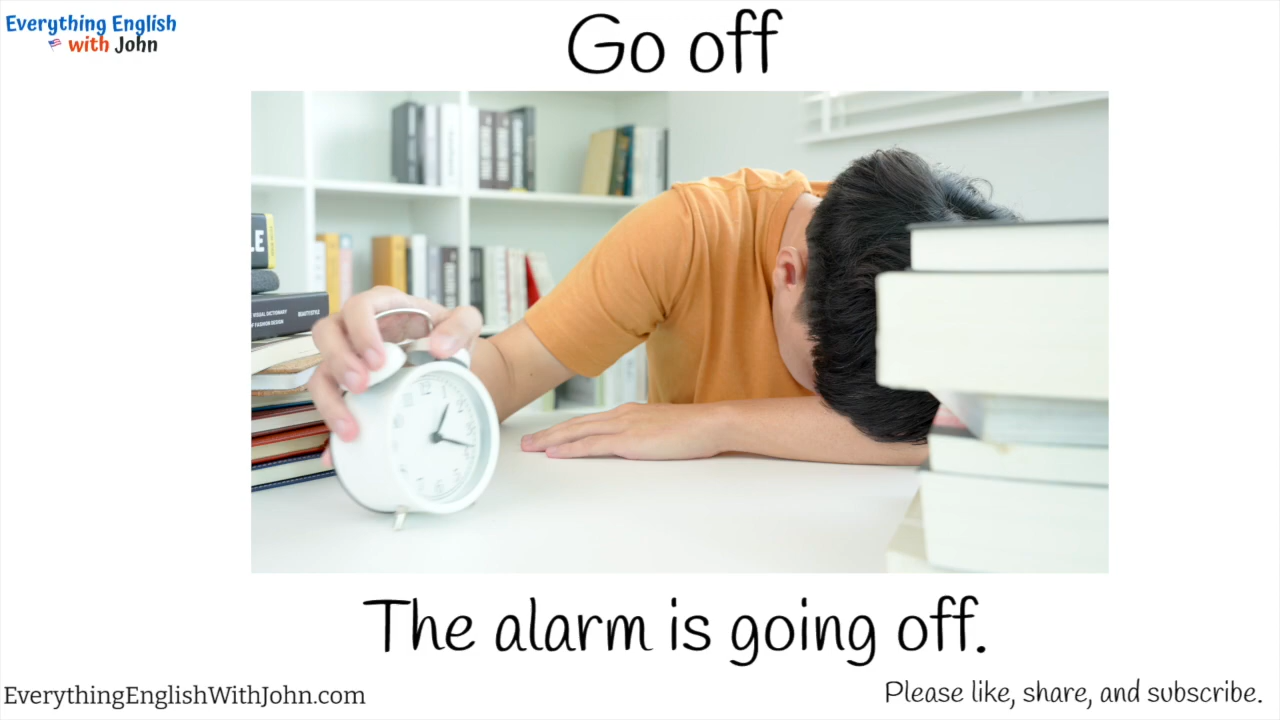 Everything English
with John
Go off
The alarm is going off.
EverythingEnglishWithJohn.com
Please like, share, and subscribe.